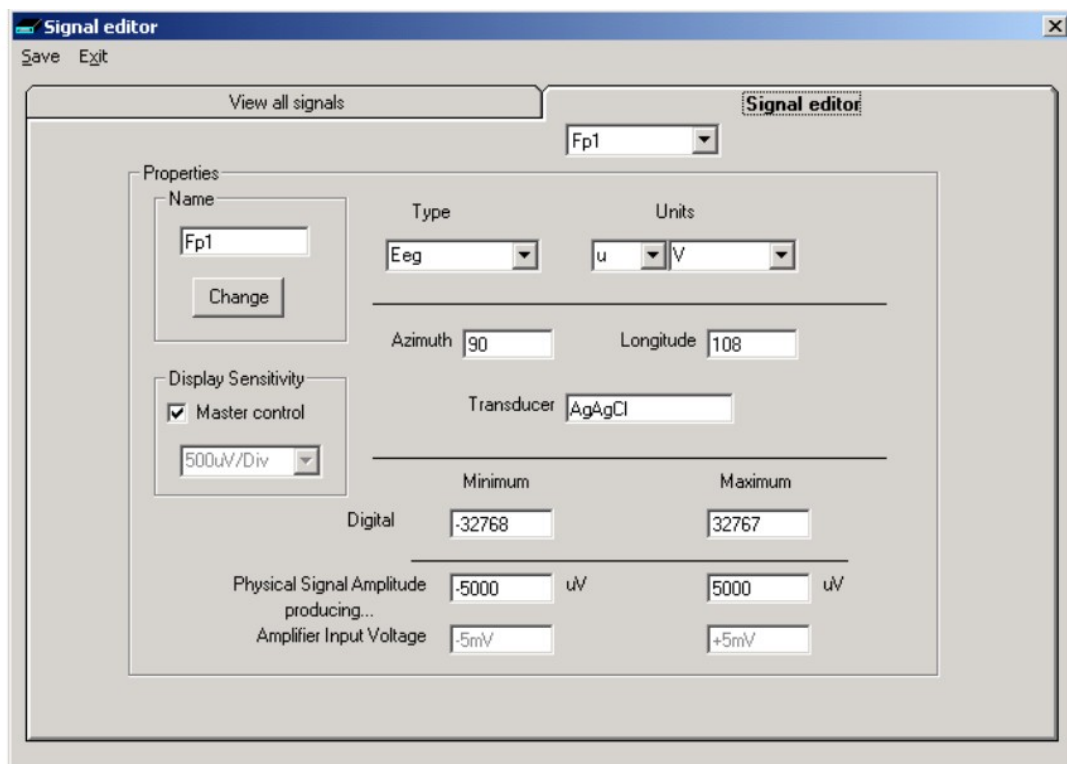 Signal editor
Save Exit
View all signals
Signal editor
Fp1
Properties
Name
Fp1
Change
Type
Units
Eeg
u
V
Azimuth 90
Longitude 108
Display Sensitivity
Master control
500uV/Div
Transducer AgAgCl
Minimum
Maximum
Digital -32768 32767
Physical Signal Amplitude -5000 uV 5000 uV
producing...
Amplifier Input Voltage -5mV +5mV